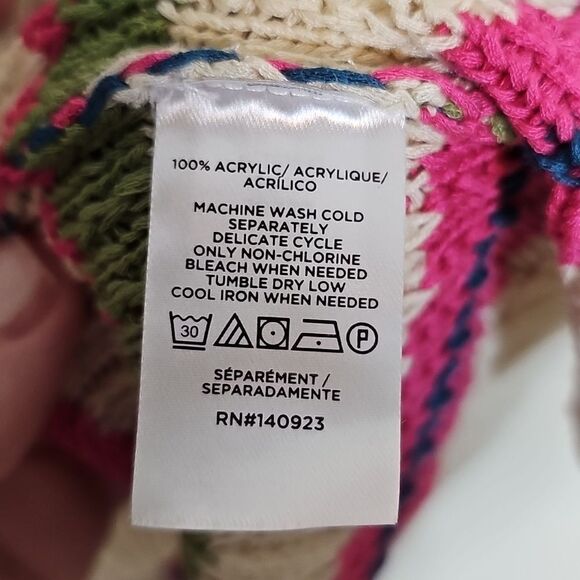 100% ACRYLIC/ ACRYLIQUE/
ACRÍLICO
MACHINE WASH COLD
SEPARATELY
DELICATE CYCLE
ONLY NON-CHLORINE
BLEACH WHEN NEEDED
TUMBLE DRY LOW
COOL IRON WHEN NEEDED
30 P
SÉPARÉMENT /
SEPARADAMENTE
RN#140923